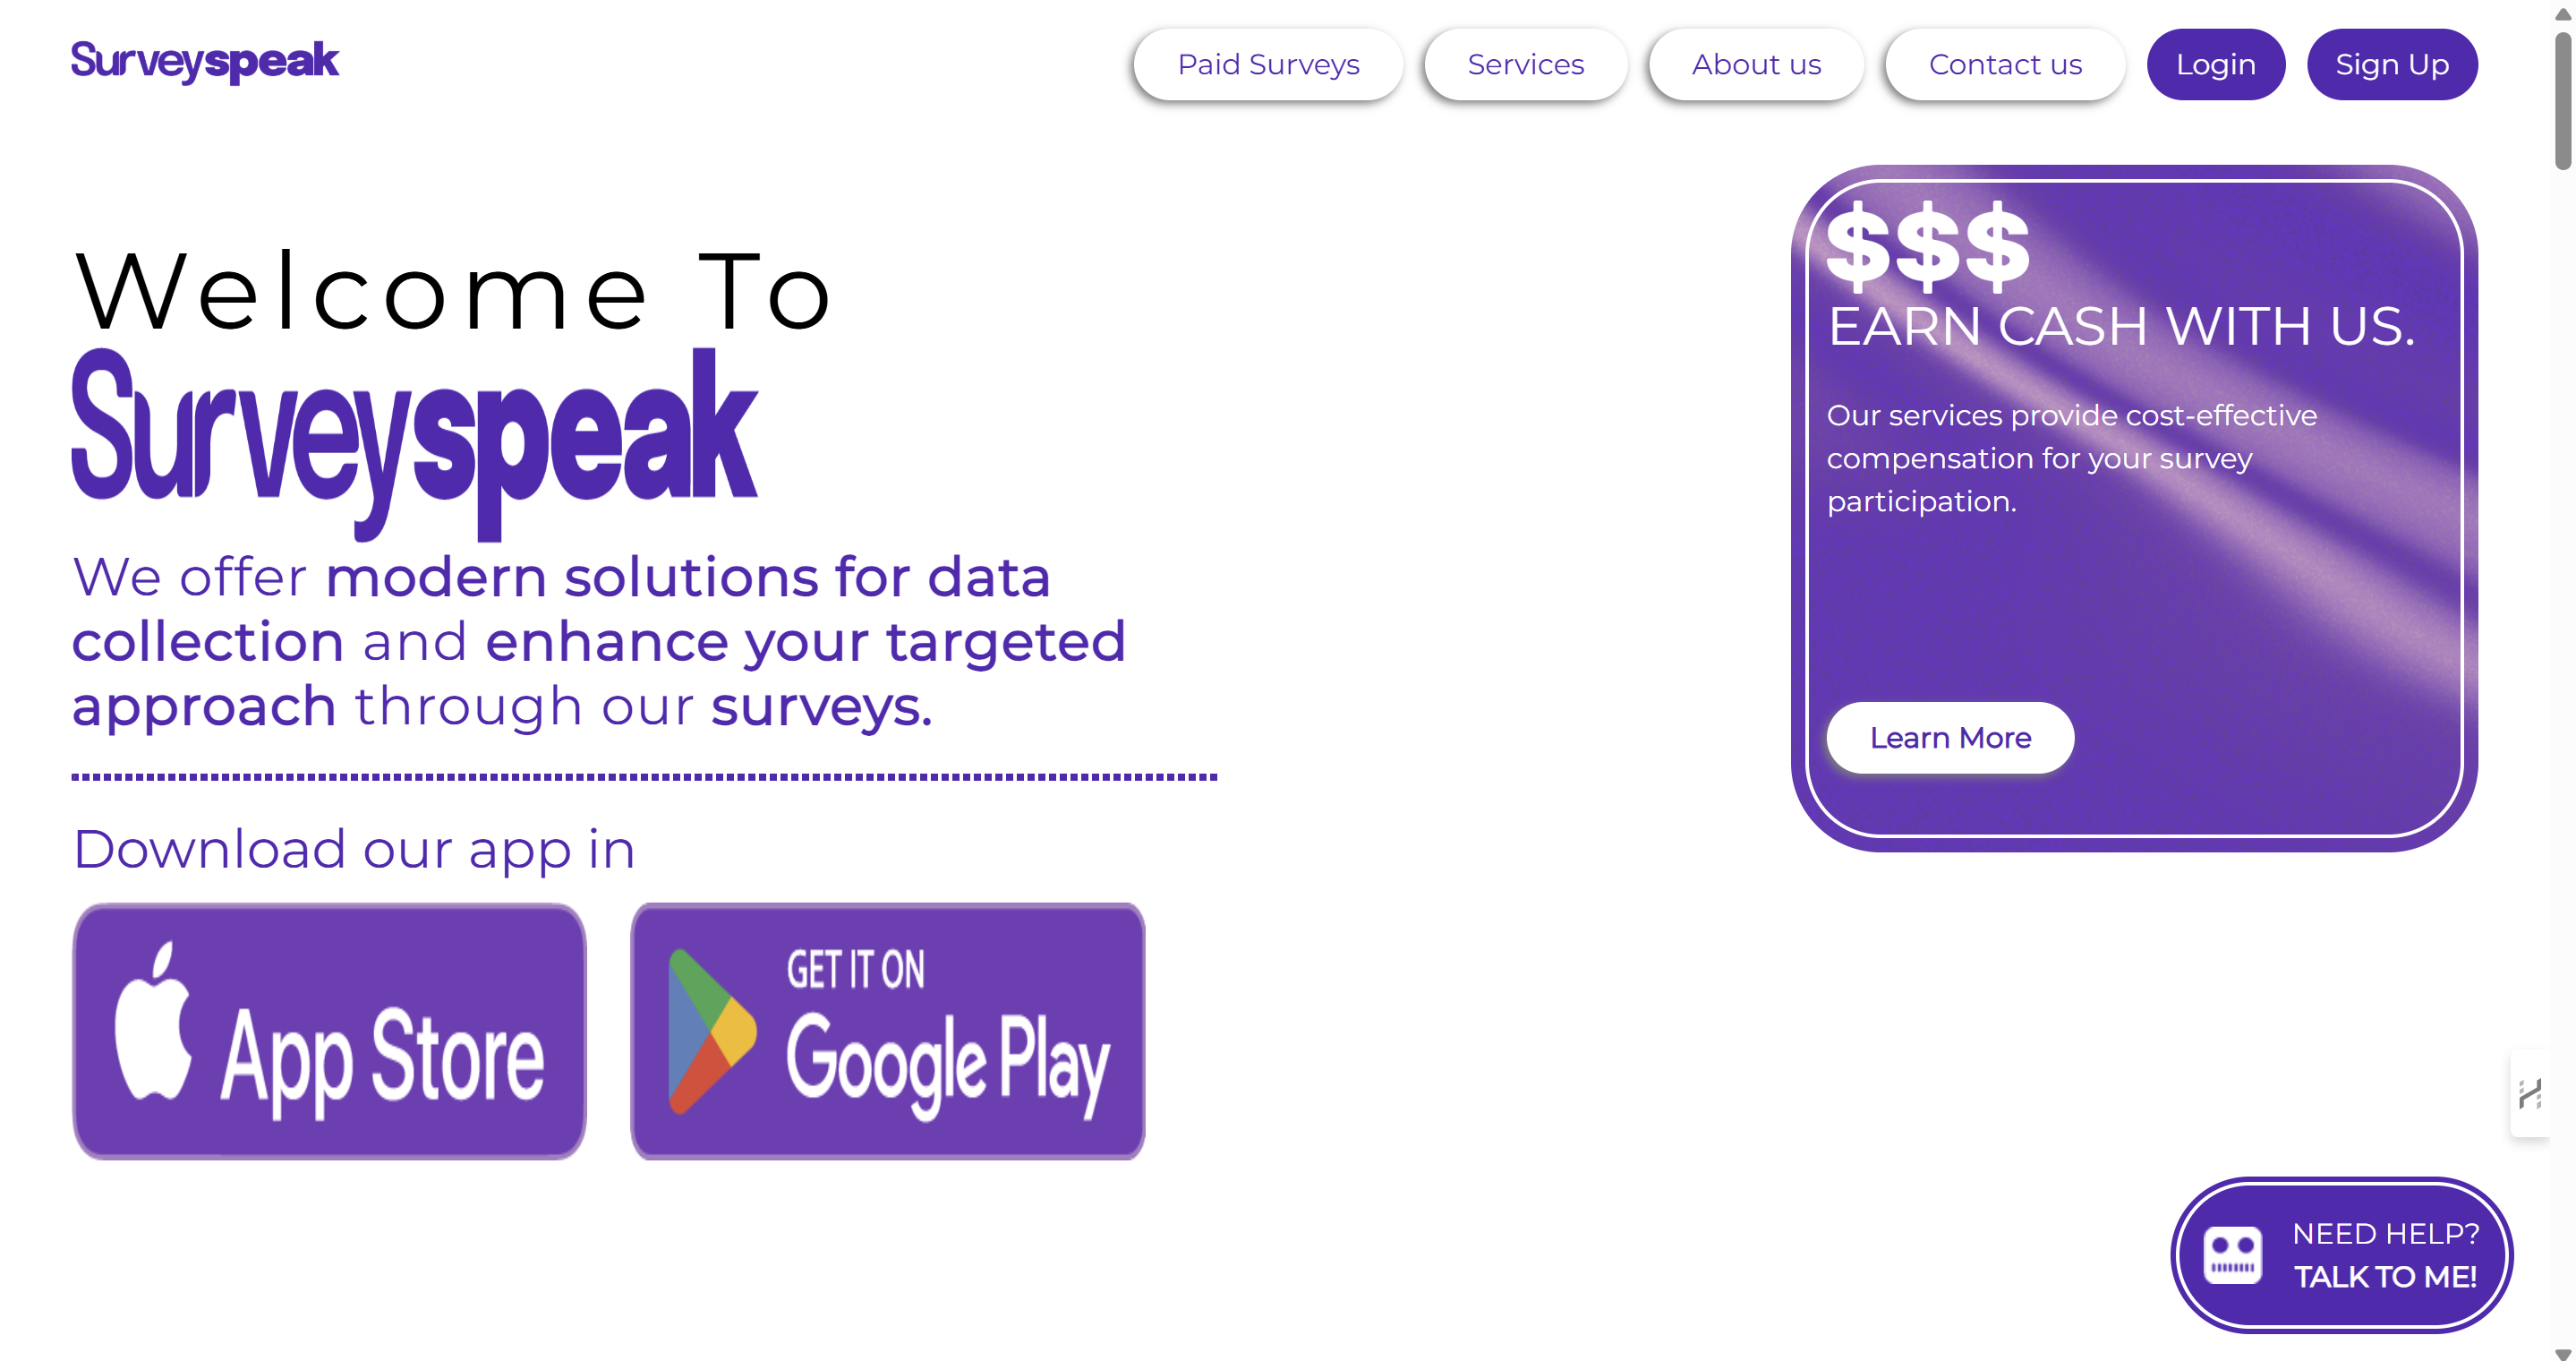 Surveyspeak
Paid Surveys
Services
About us
Contact us
Login
Sign Up
Welcome To
Surveyspeak
We offer modern solutions for data
collection and enhance your targeted
approach through our surveys.
Download our app in
App Store
GET IT ON
Google Play
$$$
EARN CASH WITH US.
Our services provide cost-effective
compensation for your survey
participation.
Learn More
NEED HELP?
TALK TO ME!